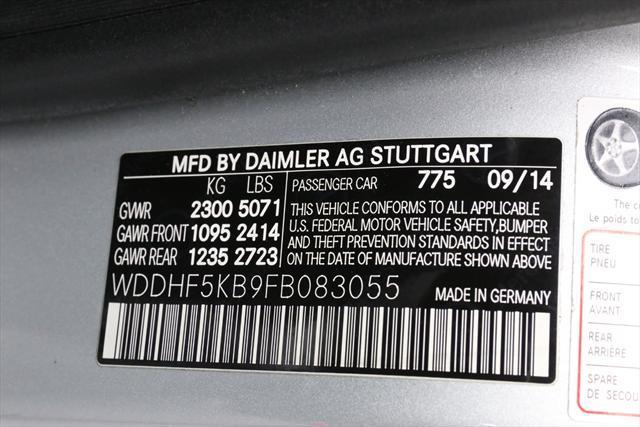 MFD BY DAIMLER AG STUTTGART
KG LBS
GVWR 2300 5071
GAWR FRONT 1095 2414
GAWR REAR 1235 2723
PASSENGER CAR 775 09/14
THIS VEHICLE CONFORMS TO ALL APPLICABLE
U.S. FEDERAL MOTOR VEHICLE SAFETY, BUMPER
AND THEFT PREVENTION STANDARDS IN EFFECT
ON THE DATE OF MANUFACTURE SHOWN ABOVE.
WDDHF5KB9FB083055
MADE IN GERMANY
The
Le poids
TIRE
PNEU
FRONT
AVANT
REAR
ARRIERE
SPARE
DE